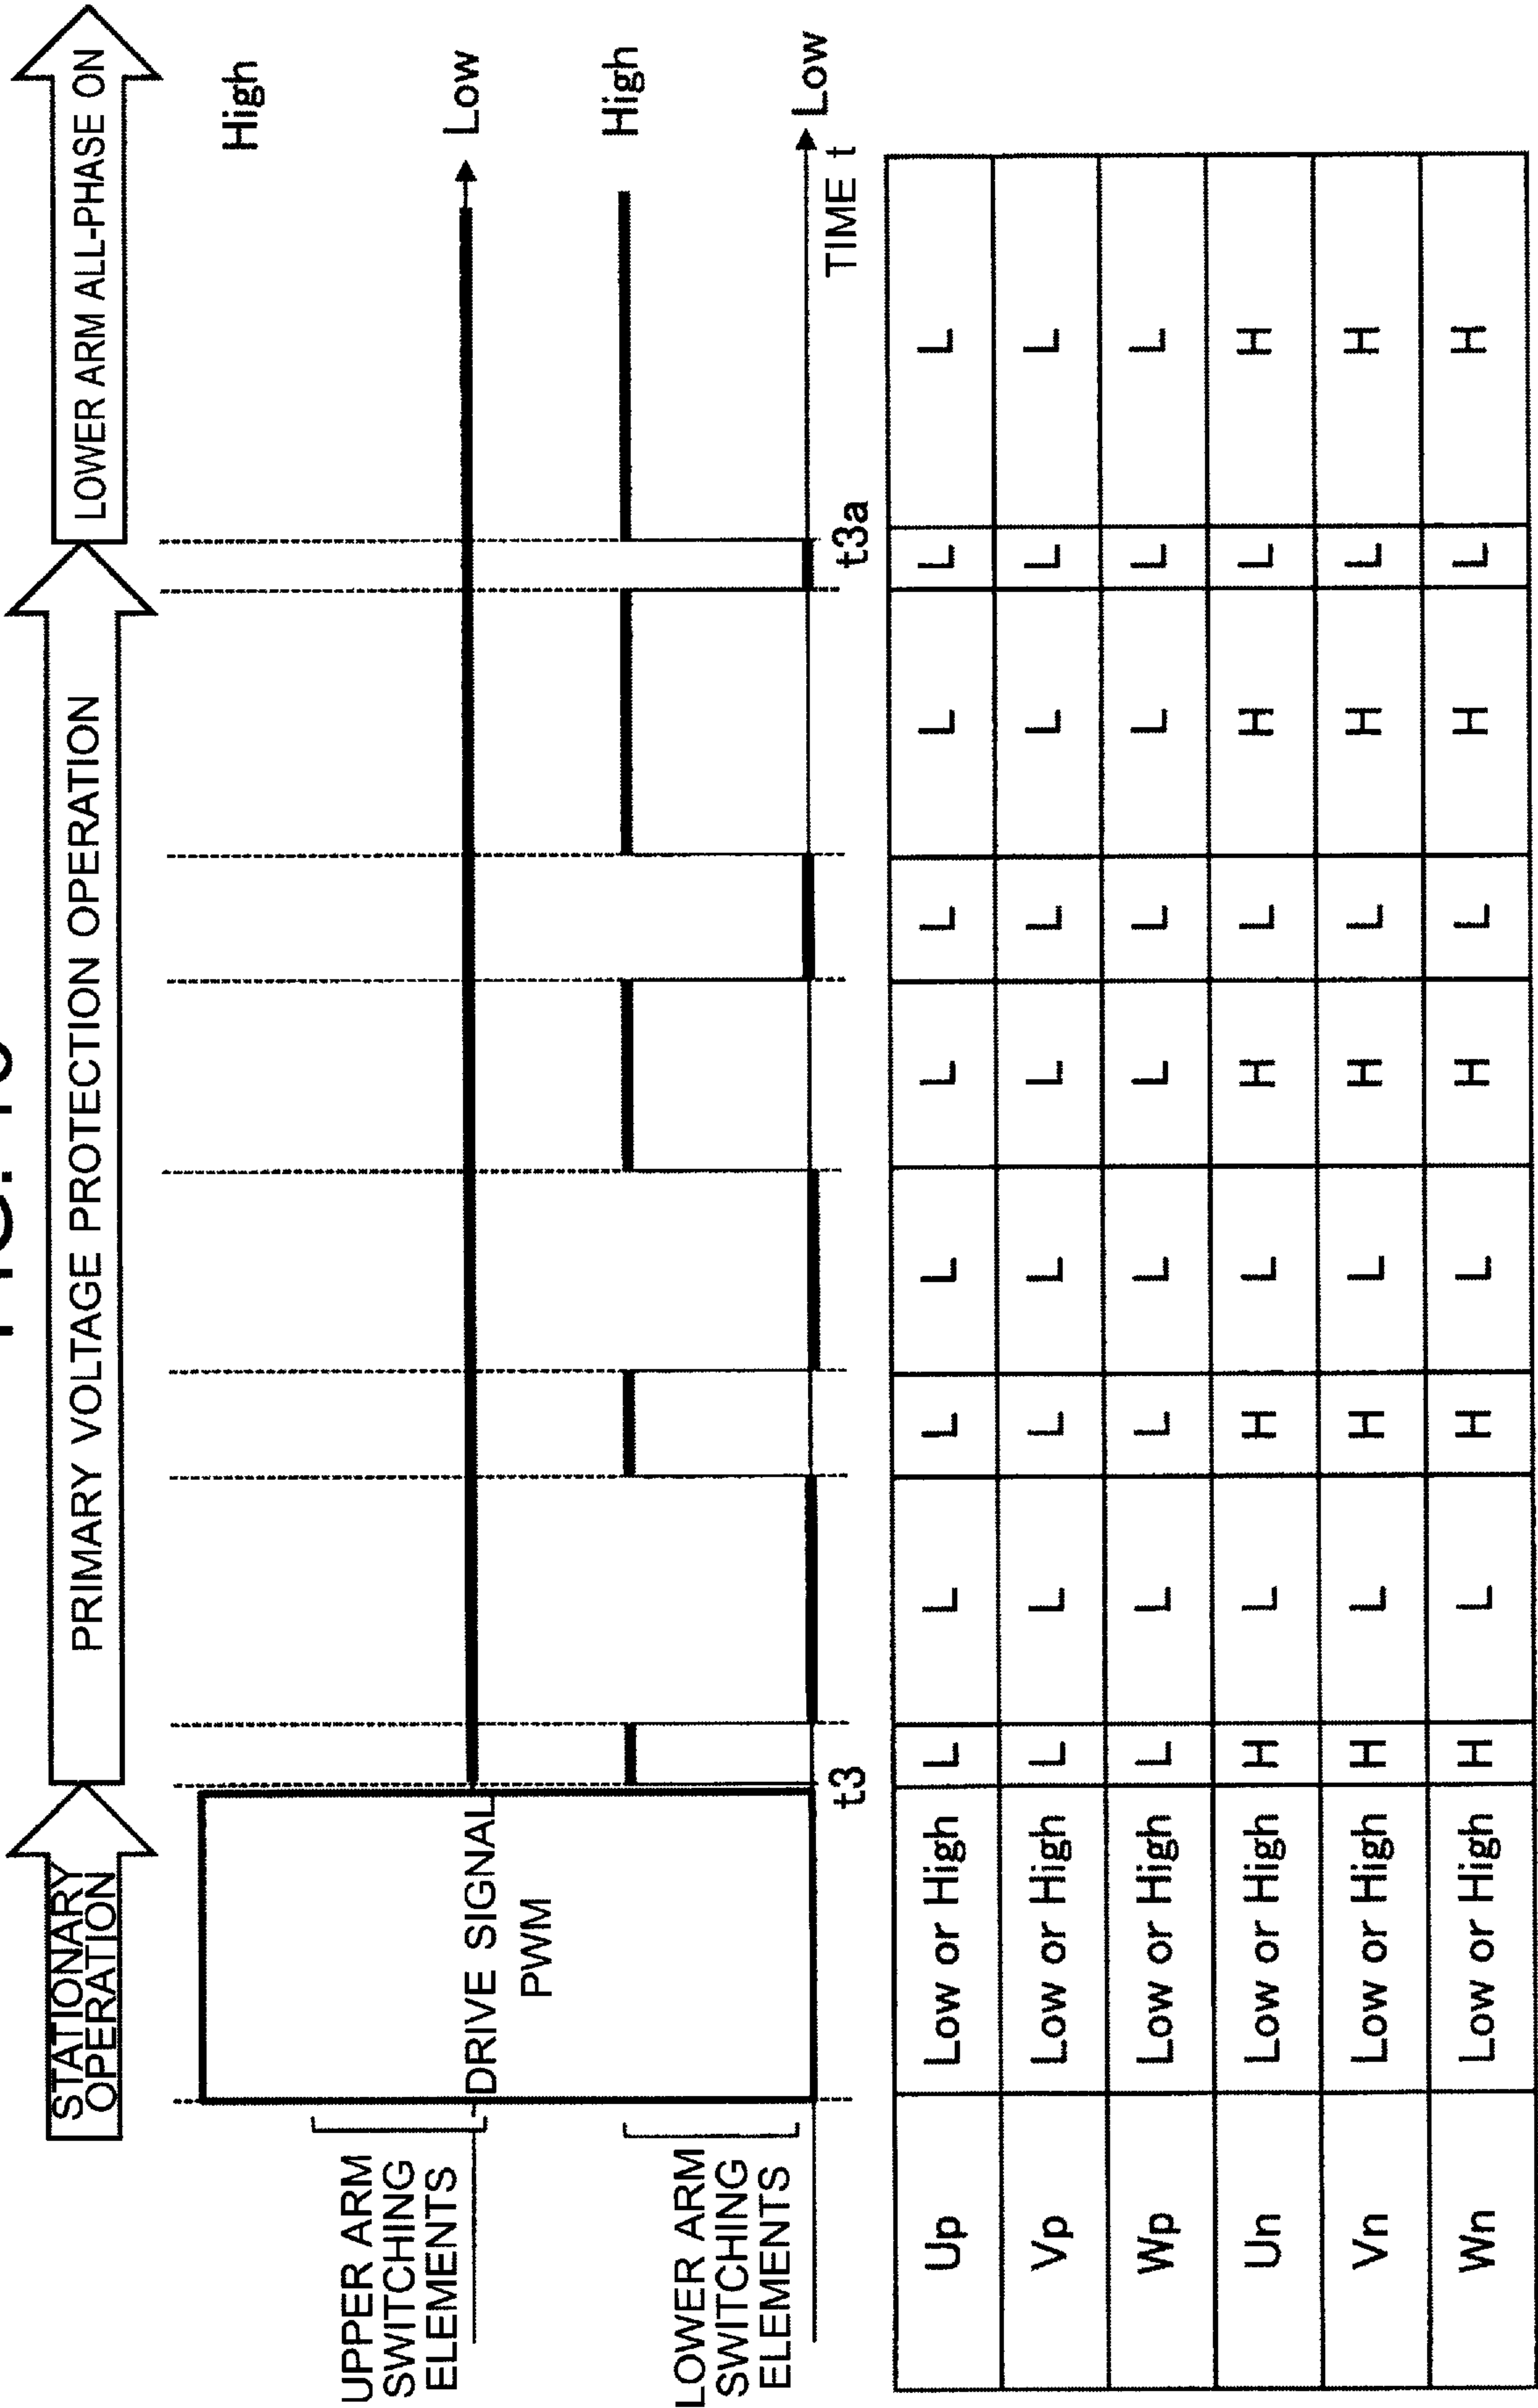 STATIONARY
OPERATION
PRIMARY VOLTAGE PROTECTION OPERATION
LOWER ARM ALL-PHASE ON
UPPER ARM
SWITCHING
ELEMENTS
DRIVE SIGNAL
PWM
High
Low
LOWER ARM
SWITCHING
ELEMENTS
High
Low
t3
t3a
TIME t
Up Low or High L L L L L L L L L
Vp Low or High L L L L L L L L L
Wp Low or High L L L L L L L L L
Un Low or High H L H L H L H L H
Vn Low or High H L H L H L H L H
Wn Low or High H L H L H L H L H